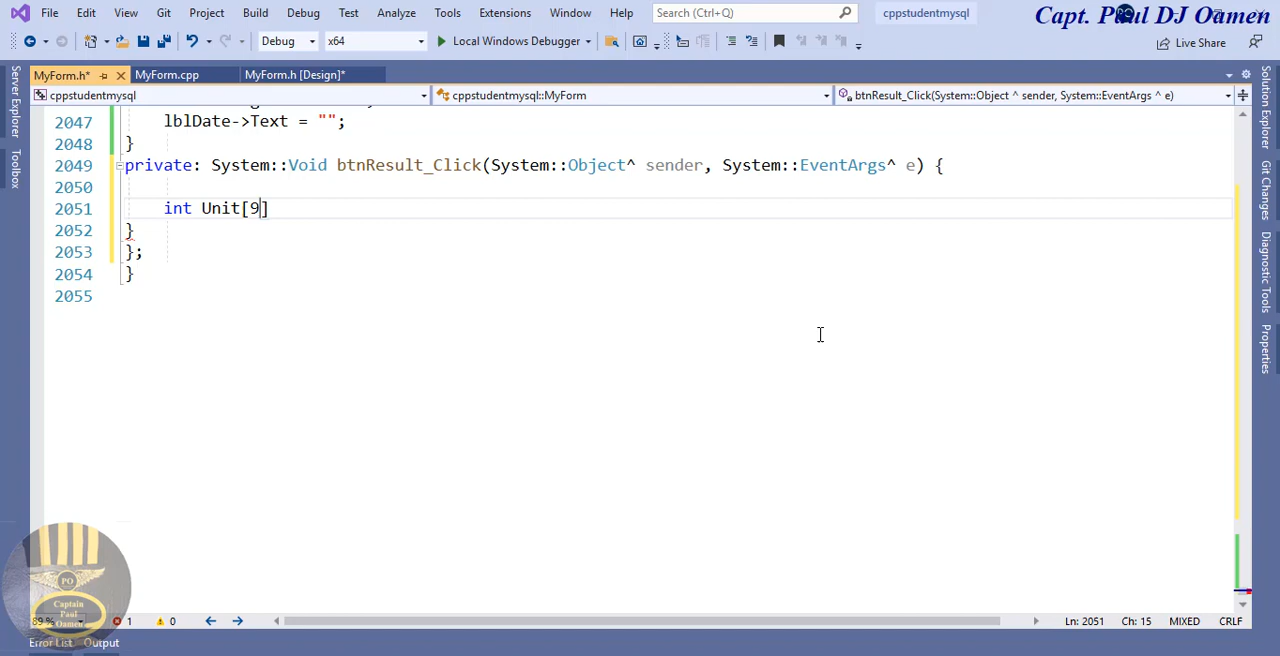 File Edit View Git Project Build Debug Test Analyze Tools Extensions Window Help Search (Ctrl+Q) cppstudentmysql
Capt. Paul DJ Oamen
Debug x64 Local Windows Debugger Live Share
MyForm.h* MyForm.cpp MyForm.h [Design]*
cppstudentmysql cppstudentmysql::MyForm btnResult_Click(System::Object ^ sender, System::EventArgs ^ e)
2047 lblDate->Text = "";
2048 }
2049 private: System::Void btnResult_Click(System::Object^ sender, System::EventArgs^ e) {
2050
2051 int Unit[9]
2052 }
2053 };
2054 }
2055
Server Explorer
Toolbox
Solution Explorer
Git Changes
Diagnostic Tools
Properties
PO
Captain
Paul
Oamen
89 % 1 0 Ln: 2051 Ch: 15 MIXED CRLF
Error List Output